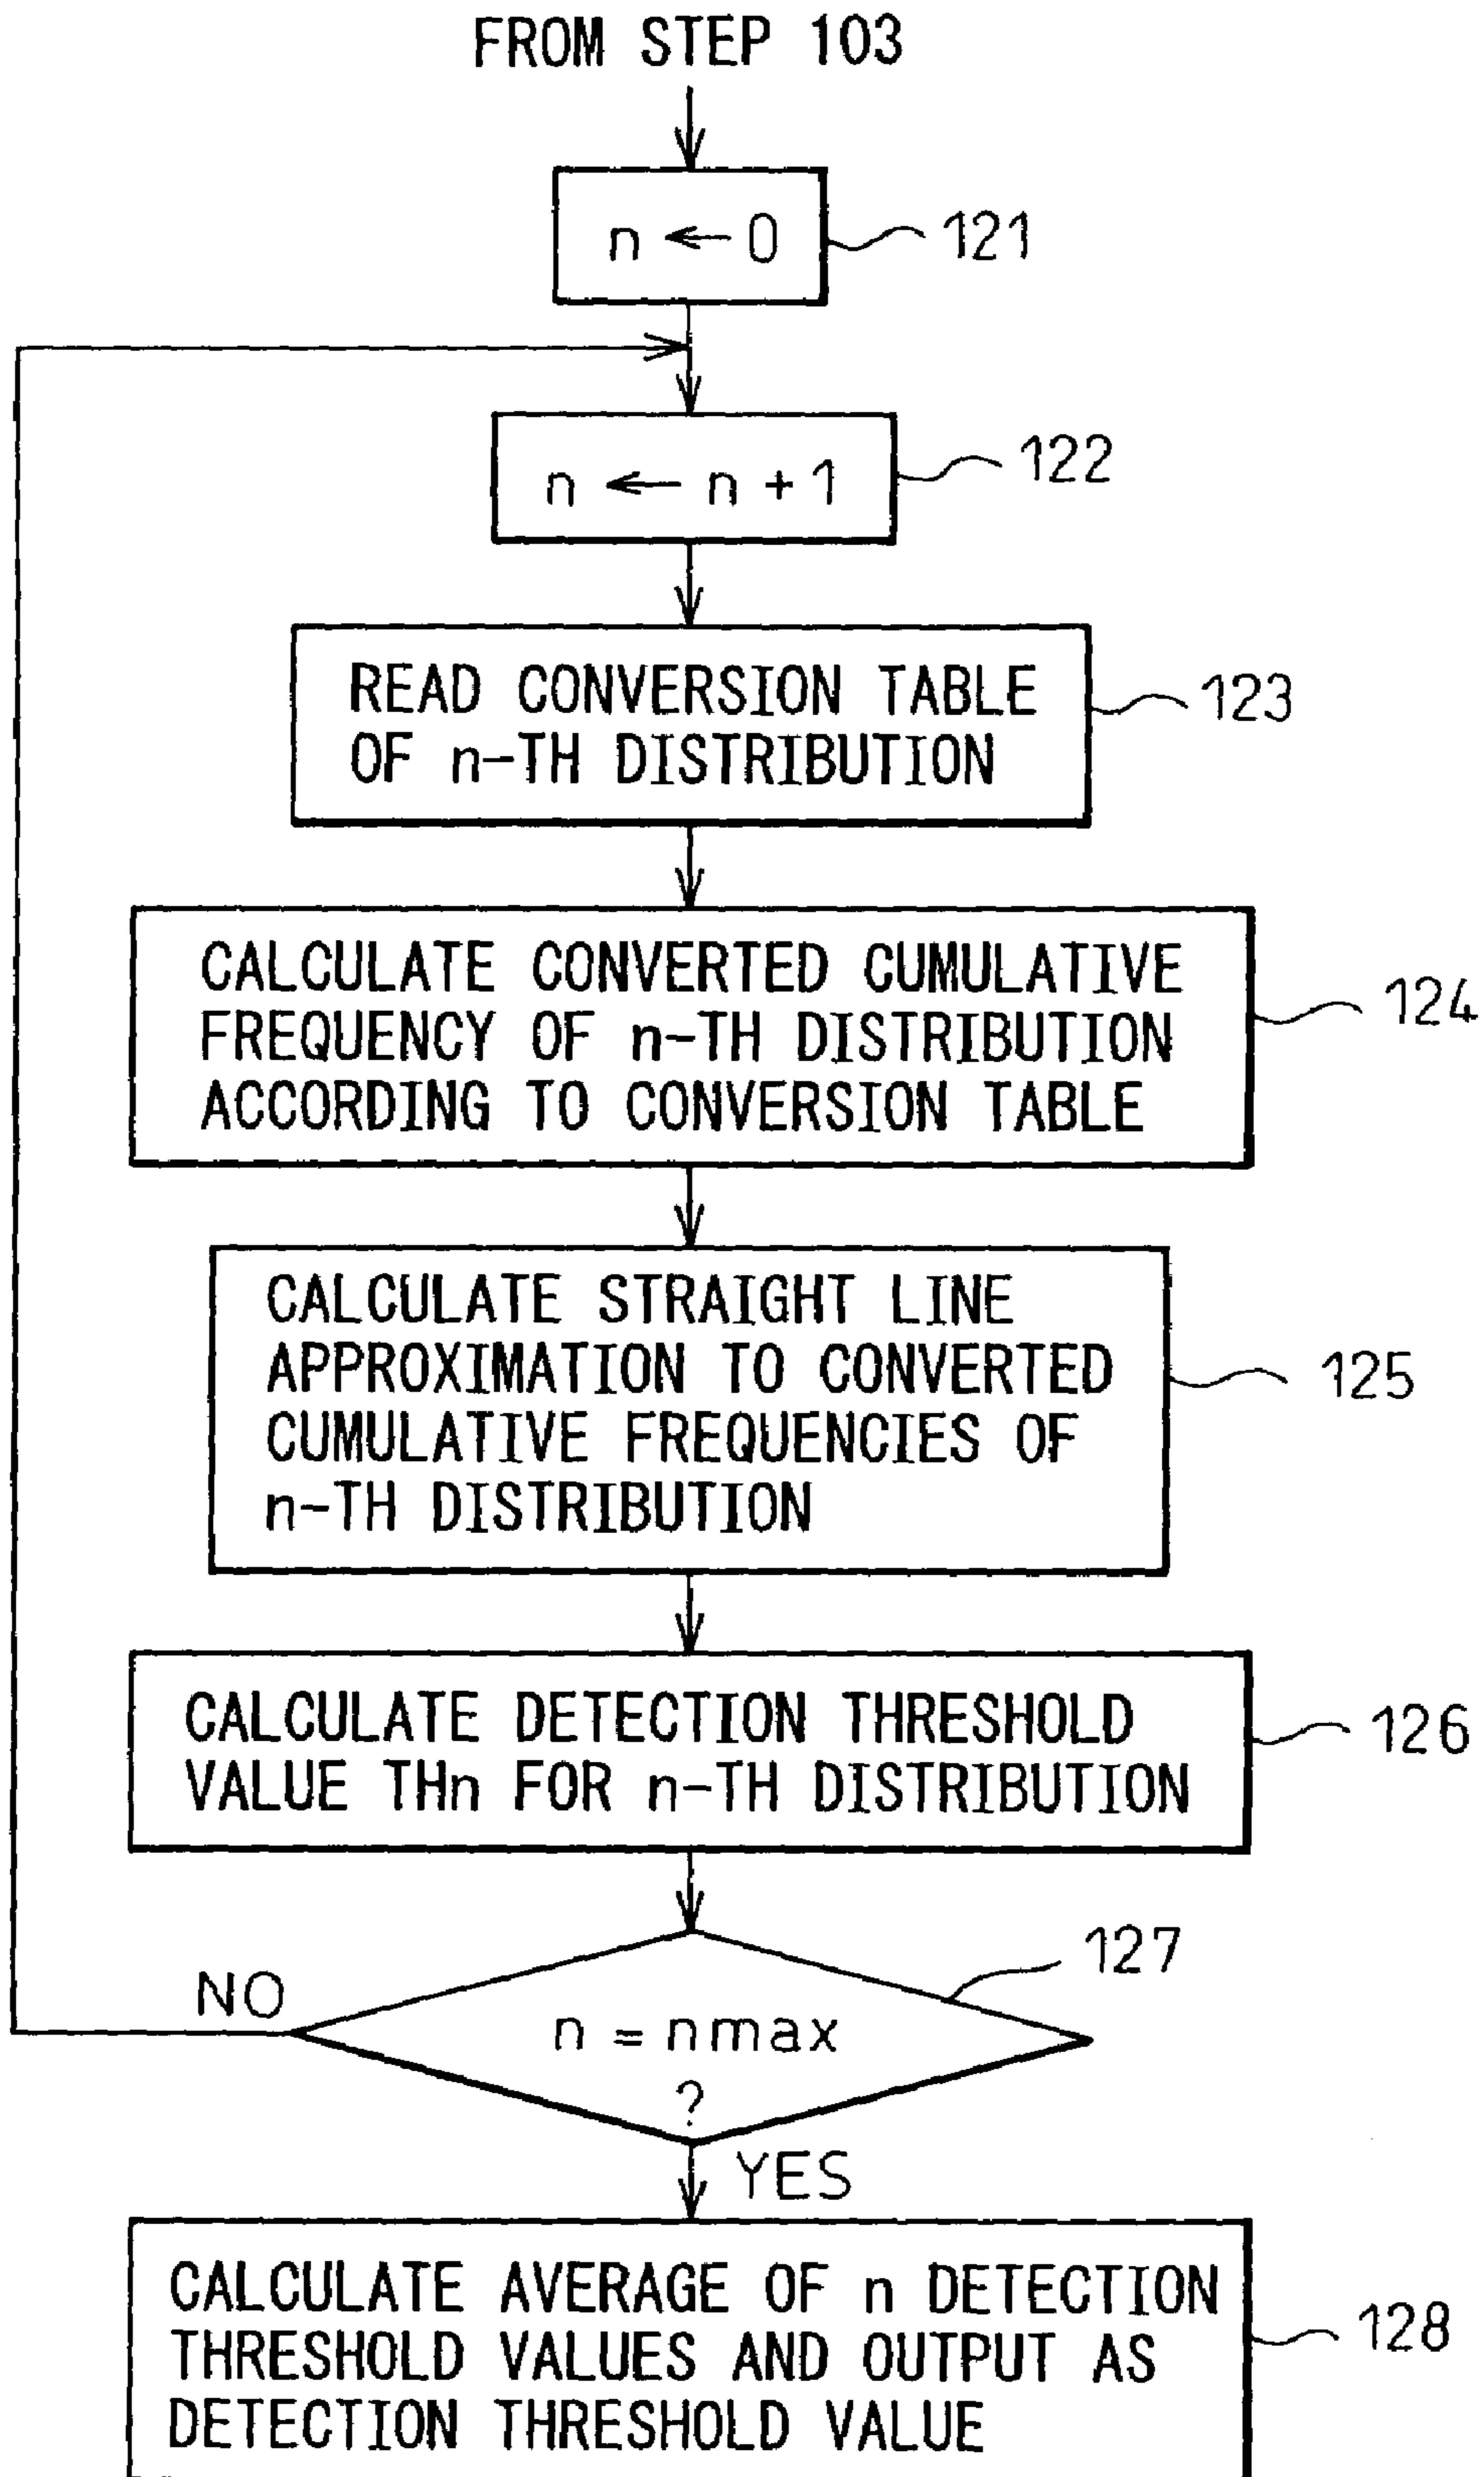 FROM STEP 103
n ← 0
121
n ← n + 1
122
READ CONVERSION TABLE
OF n-TH DISTRIBUTION
123
CALCULATE CONVERTED CUMULATIVE
FREQUENCY OF n-TH DISTRIBUTION
ACCORDING TO CONVERSION TABLE
124
CALCULATE STRAIGHT LINE
APPROXIMATION TO CONVERTED
CUMULATIVE FREQUENCIES OF
n-TH DISTRIBUTION
125
CALCULATE DETECTION THRESHOLD
VALUE THn FOR n-TH DISTRIBUTION
126
127
NO
n = nmax
?
YES
CALCULATE AVERAGE OF n DETECTION
THRESHOLD VALUES AND OUTPUT AS
DETECTION THRESHOLD VALUE
128